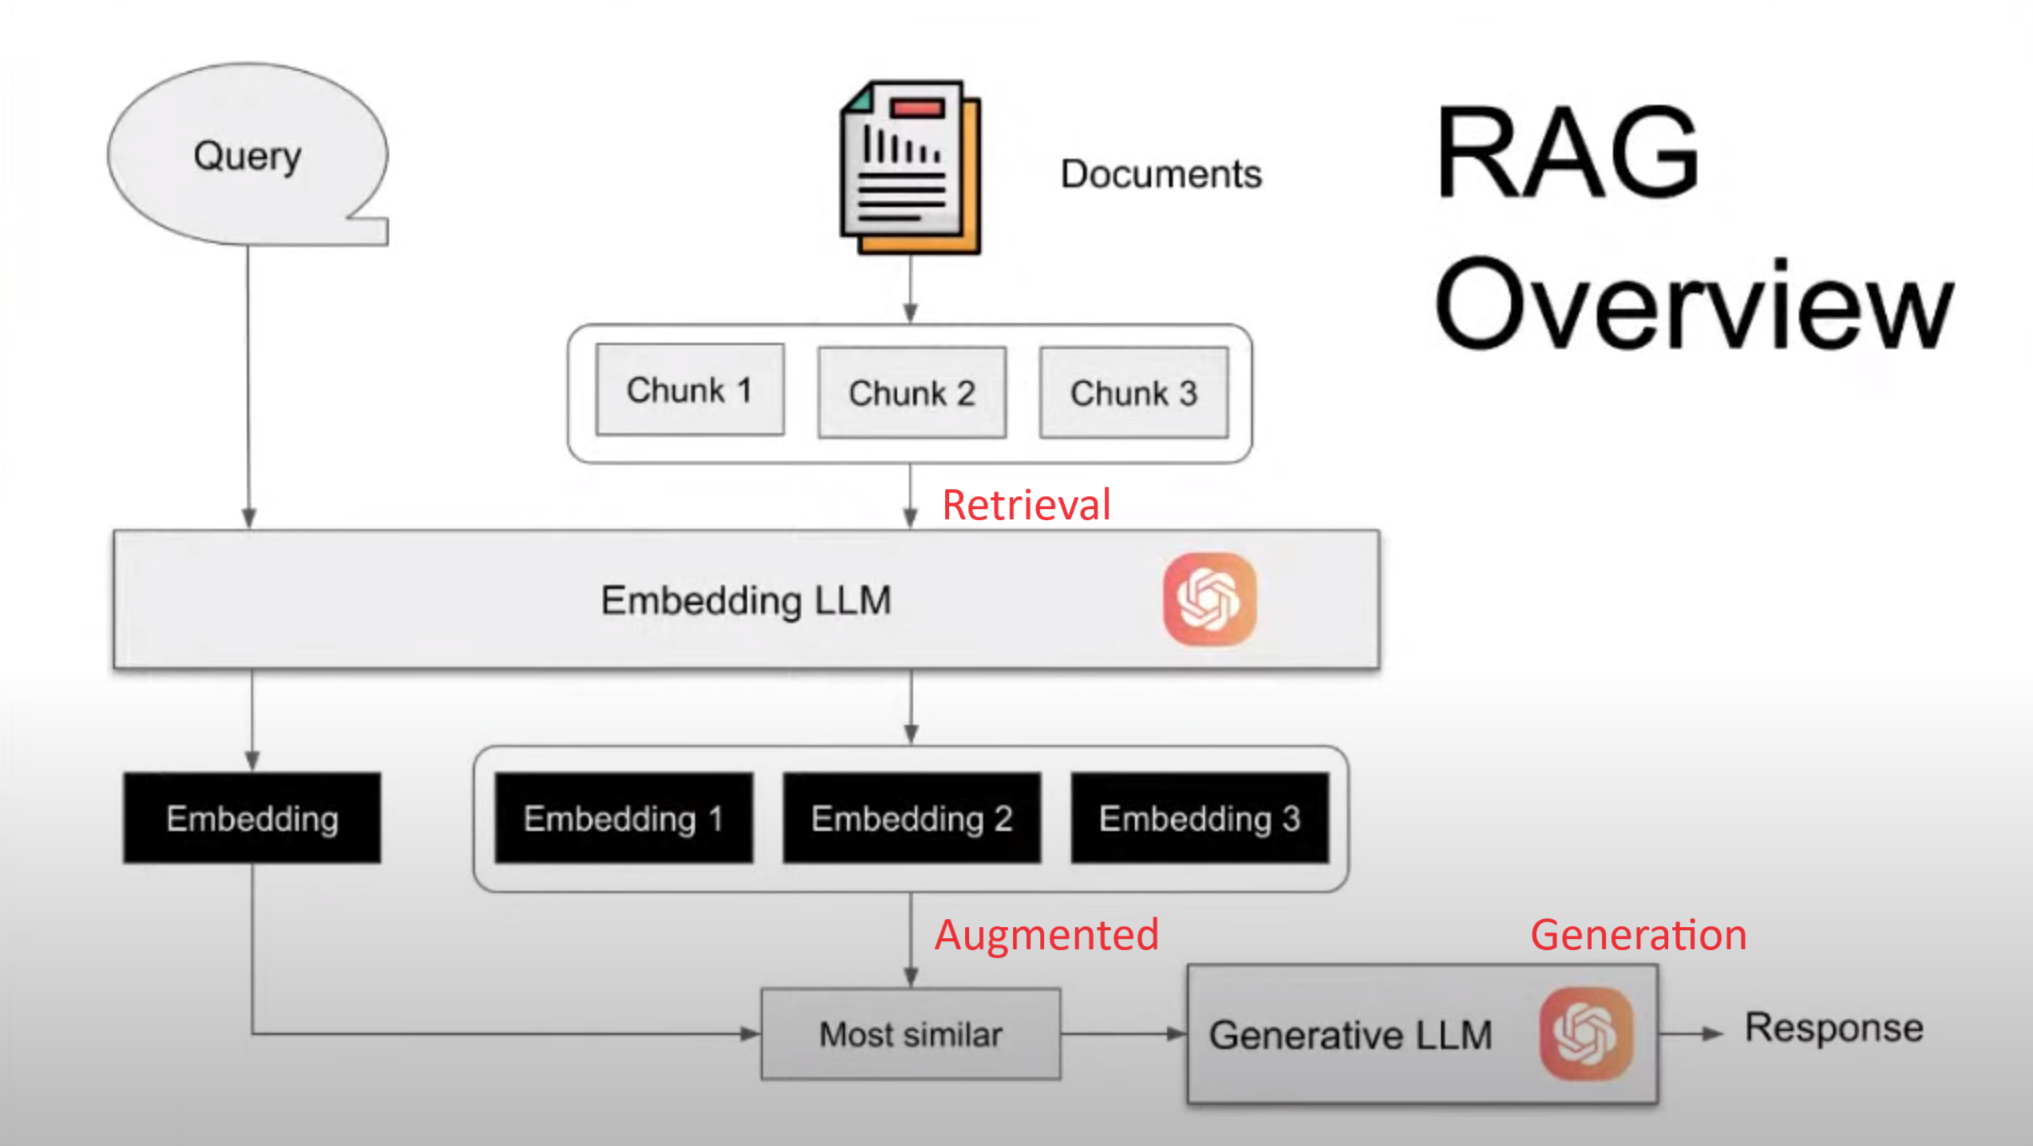 Query
Documents
RAG
Overview
Chunk 1
Chunk 2
Chunk 3
Retrieval
Embedding LLM
Embedding
Embedding 1
Embedding 2
Embedding 3
Augmented
Generation
Most similar
Generative LLM
Response